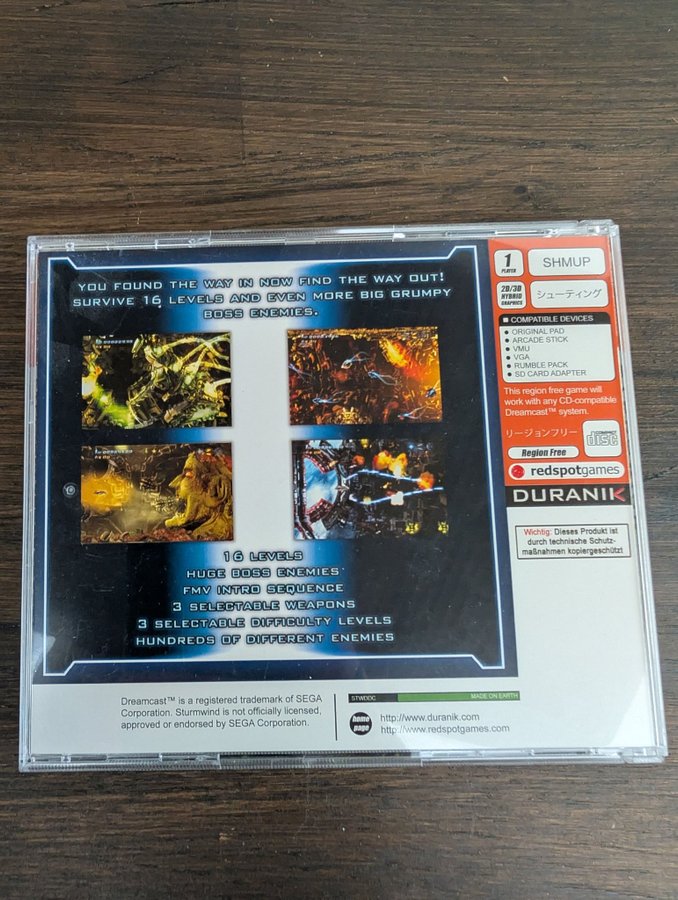 YOU FOUND THE WAY IN NOW FIND THE WAY OUT!
SURVIVE 16 LEVELS AND EVEN MORE BIG GRUMPY
BOSS ENEMIES.
16 LEVELS
HUGE BOSS ENEMIES
FMV INTRO SEQUENCE
3 SELECTABLE WEAPONS
3 SELECTABLE DIFFICULTY LEVELS
HUNDREDS OF DIFFERENT ENEMIES
1
PLAYER
SHMUP
2D/3D
HYBRID
GRAPHICS
シューティング
COMPATIBLE DEVICES
• ORIGINAL PAD
• ARCADE STICK
• VMU
• VGA
• RUMBLE PACK
• SD CARD ADAPTER
This region free game will
work with any CD-compatible
Dreamcast™ system.
リージョンフリー
COMPACT
disc
Region Free
redspotgames
DURANIK
Wichtig: Dieses Produkt ist
durch technische Schutz-
maßnahmen kopiergeschützt
Dreamcast™ is a registered trademark of SEGA
Corporation. Sturmwind is not officially licensed,
approved or endorsed by SEGA Corporation.
STWDDC
MADE ON EARTH
home
page
http://www.duranik.com
http://www.redspotgames.com